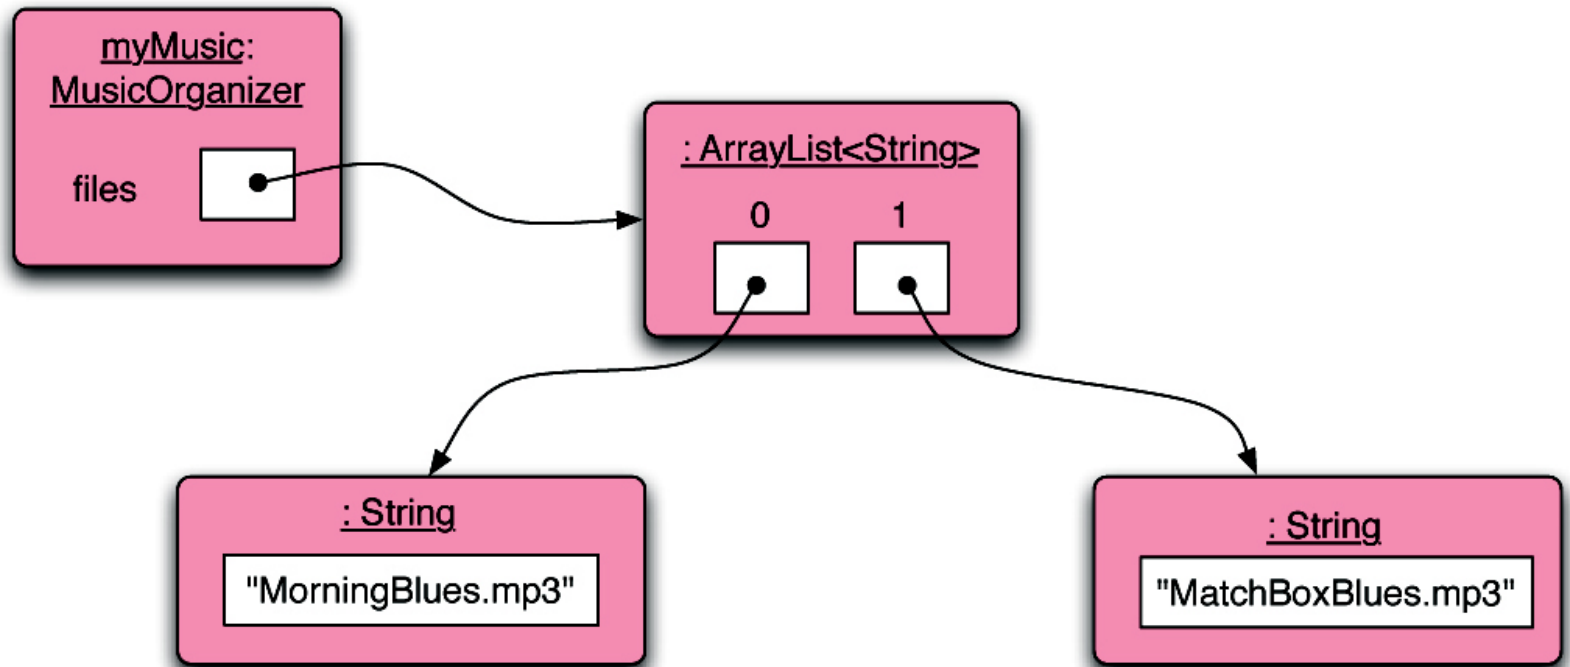 myMusic:
MusicOrganizer
files
: ArrayList<String>
0 1
: String
"MorningBlues.mp3"
: String
"MatchBoxBlues.mp3"